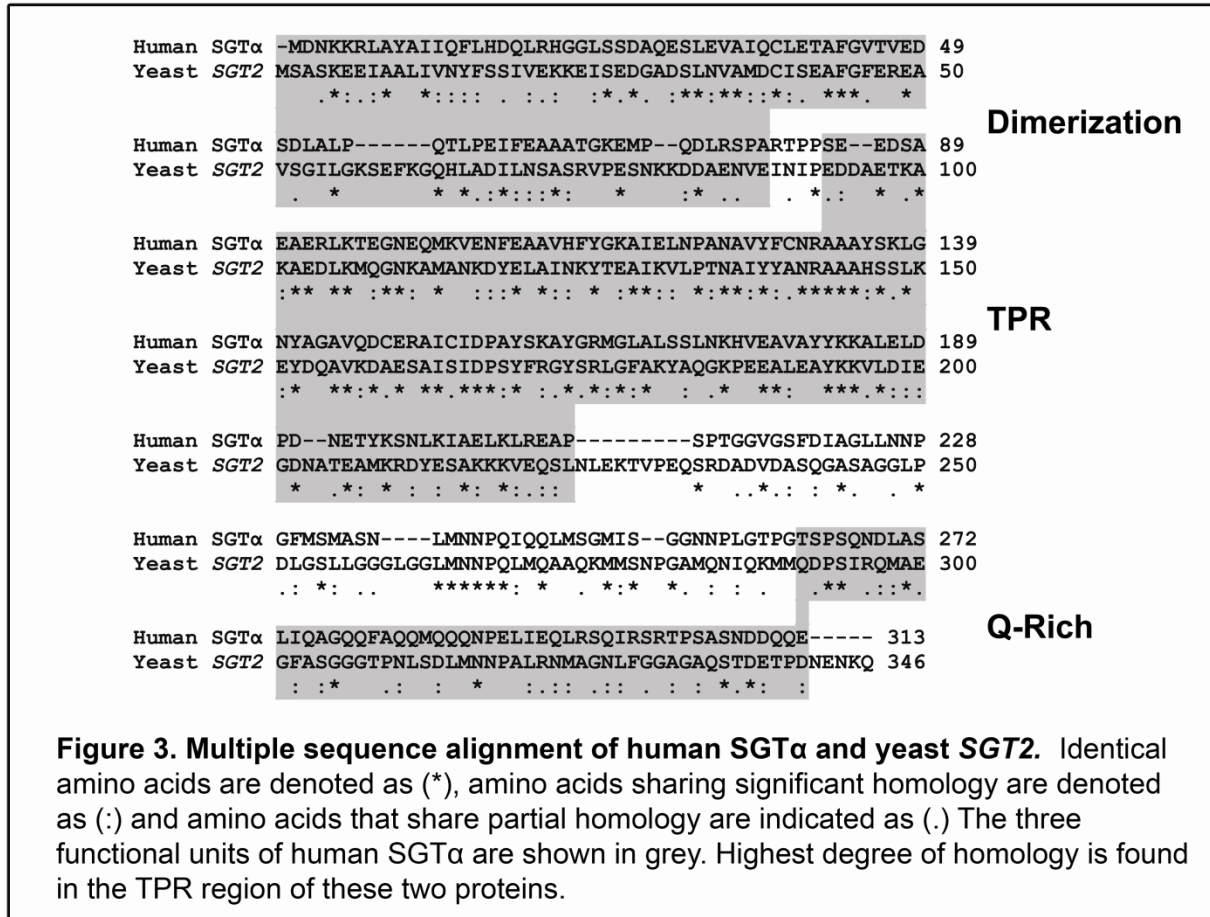 Human SGTα -MDNKKRLAYAIIQFLHDQLRHGGLSSDAQESLEVAIQCLETAFGVTVED 49
Yeast SGT2 MSASKEEIAALIVNYFSSIVEKKEISEDGADSLNVAMDCISEAFGFEREA 50
.*:.:* *:::: .:.: :*.*. :**:**:*:. ***. *
Dimerization
Human SGTα SDLALP------QTLPEIFEAAATGKEMP--QDLRSPARTPPSE--EDSA 89
Yeast SGT2 VSGILGKSEFKGQHLADILNSASRVPESNKKDDAENVEINIPEDDAETKA 100
. * * *.:*:::*: * :* .. . *.: * .*
Human SGTα EAERLKTEGNEQMKVENFEAAVHFYGKAIELNPANAVYFCNRAAAYSKLG 139
Yeast SGT2 KAEDLKMQGNKAMANKDYELAINKYTEAIKVLPTNAIYYANRAAAHSSLK 150
:** ** :**: * :::* *:: * :**:: *:**:*:.*****:*.*
TPR
Human SGTα NYAGAVQDCERAICIDPAYSKAYGRMGLALSSLNKHVEAVAYYKKALELD 189
Yeast SGT2 EYDQAVKDAESAISIDPSYFRGYSRLGFAKYAQGKPEEALEAYKKVLDIE 200
:* **:*.* **.***:* :.*.*:*:* : .* **: ***.*:::
Human SGTα PD--NETYKSNLKIAELKLREAP---------SPTGGVGSFDIAGLLNNP 228
Yeast SGT2 GDNATEAMKRDYESAKKKVEQSLNLEKTVPEQSRDADVDASQGASAGGLP 250
* .*: * : : *: *:.:: * ..*.: : *. . *
Human SGTα GFMSMASN----LMNNPQIQQLMSGMIS--GGNNPLGTPGTSPSQNDLAS 272
Yeast SGT2 DLGSLLGGGLGGLMNNPQLMQAAQKMMSNPGAMQNIQKMMQDPSIRQMAE 300
.: *: .. ******: * . *:* *. : : . .** .::*.
Q-Rich
Human SGTα LIQAGQQFAQQMQQQNPELIEQLRSQIRSRTPSASNDDQQE----- 313
Yeast SGT2 GFASGGGTPNLSDLMNNPALRNMAGNLFGGAGAQSTDETPDNENKQ 346
: :* .: : * :.:: .:: . : : *.*: :
Figure 3. Multiple sequence alignment of human SGTα and yeast SGT2. Identical
amino acids are denoted as (*), amino acids sharing significant homology are denoted
as (:) and amino acids that share partial homology are indicated as (.) The three
functional units of human SGTα are shown in grey. Highest degree of homology is found
in the TPR region of these two proteins.